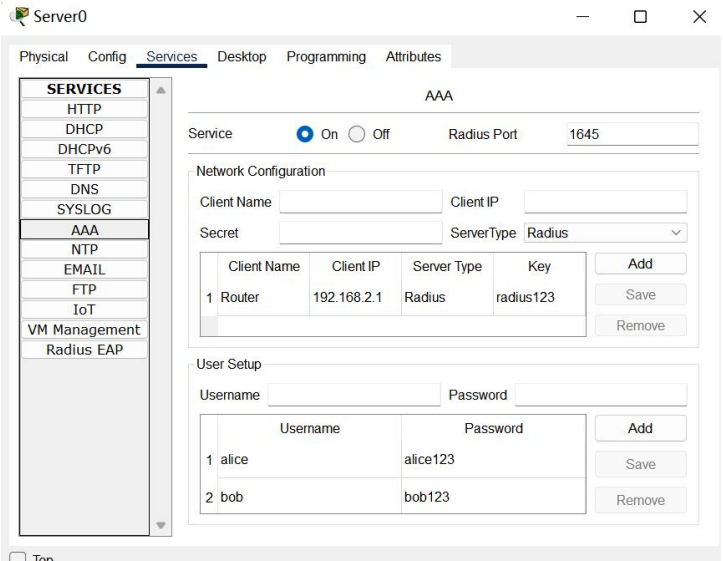 Server0
Physical Config Services Desktop Programming Attributes
SERVICES
HTTP
DHCP
DHCPv6
TFTP
DNS
SYSLOG
AAA
NTP
EMAIL
FTP
IoT
VM Management
Radius EAP
AAA
Service On Off Radius Port 1645
Network Configuration
Client Name Client IP
Secret ServerType Radius
Client Name Client IP Server Type Key
1 Router 192.168.2.1 Radius radius123
Add
Save
Remove
User Setup
Username Password
Username Password
1 alice alice123
2 bob bob123
Add
Save
Remove
Top